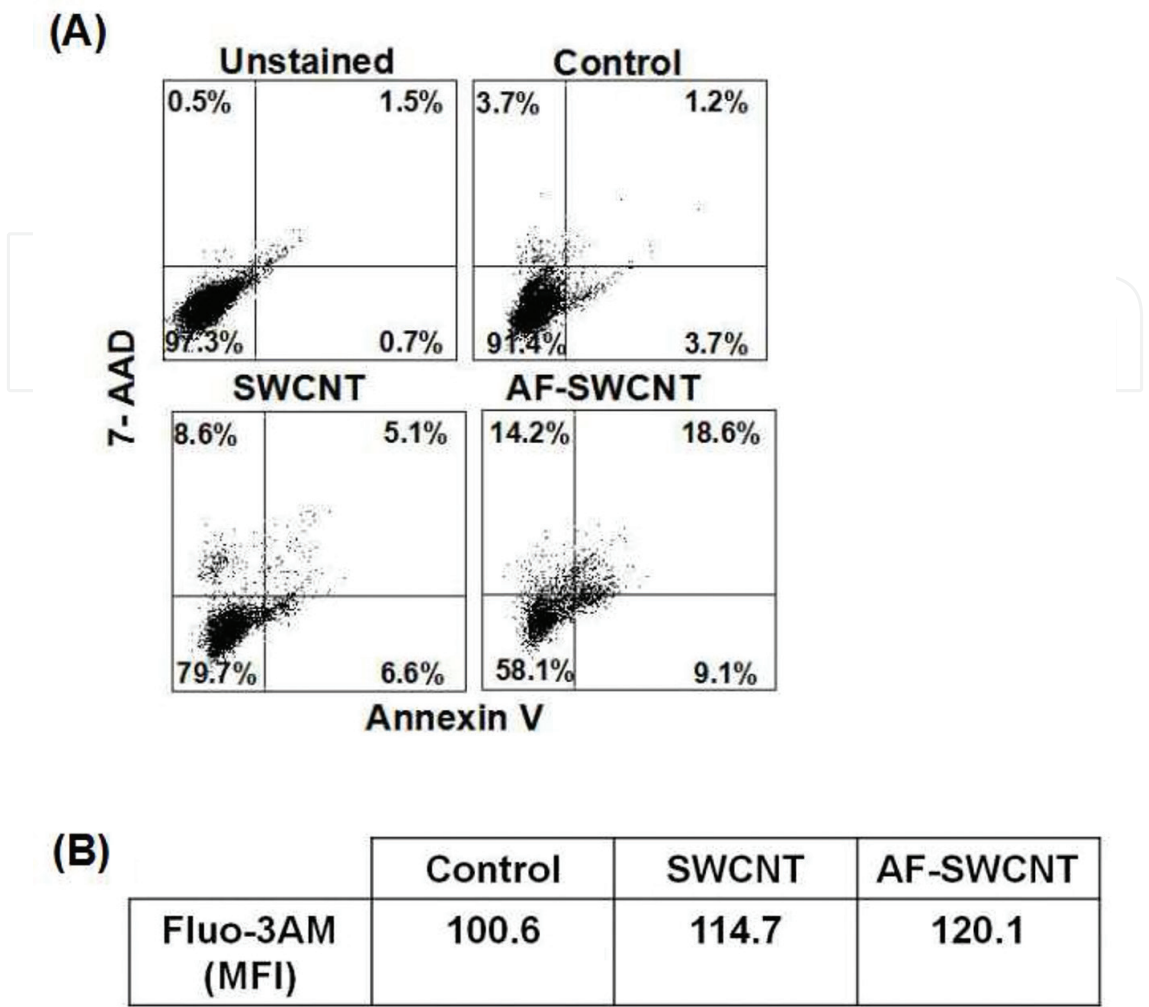 (A)
Unstained
Control
0.5%
1.5%
3.7%
1.2%
97.3%
0.7%
91.4%
3.7%
7- AAD
SWCNT
AF-SWCNT
8.6%
5.1%
14.2%
18.6%
79.7%
6.6%
58.1%
9.1%
Annexin V
(B)
Control
SWCNT
AF-SWCNT
Fluo-3AM
(MFI)
100.6
114.7
120.1